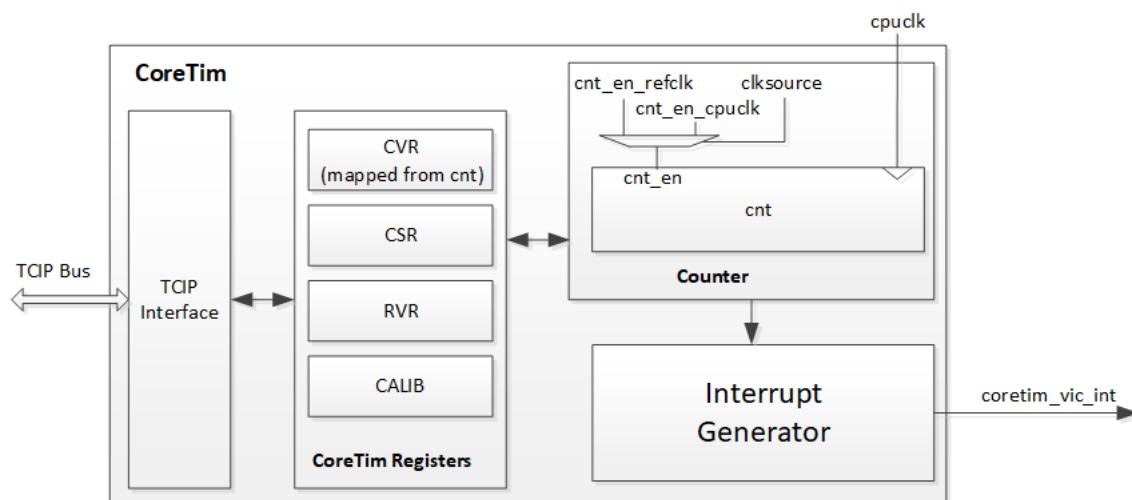 cpuclk
CoreTim
cnt_en_refclk
clksource
cnt_en_cpuclk
CVR
(mapped from cnt)
cnt_en
cnt
CSR
TCIP Bus
TCIP
Interface
Counter
RVR
CALIB
Interrupt
Generator
coretim_vic_int
CoreTim Registers